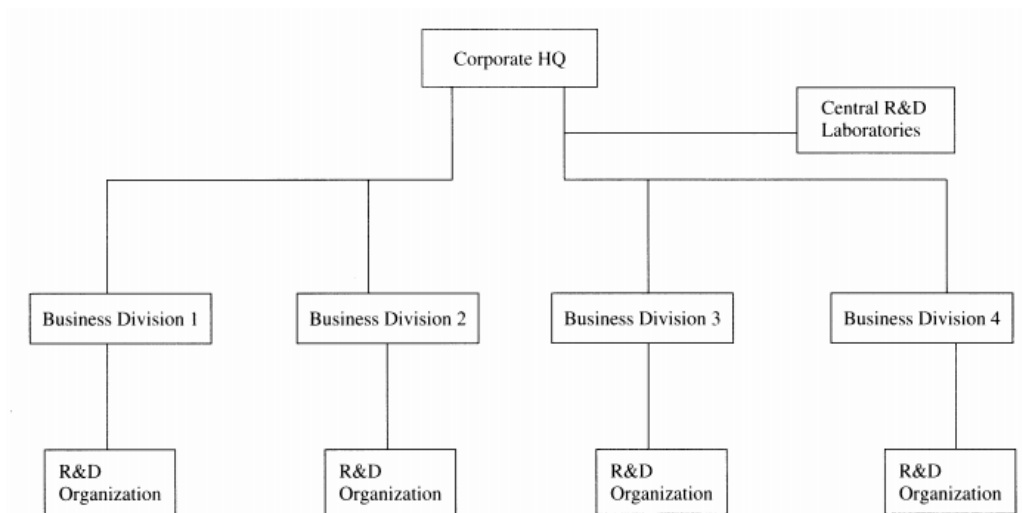 Corporate HQ
Central R&D
Laboratories
Business Division 1
Business Division 2
Business Division 3
Business Division 4
R&D
Organization
R&D
Organization
R&D
Organization
R&D
Organization